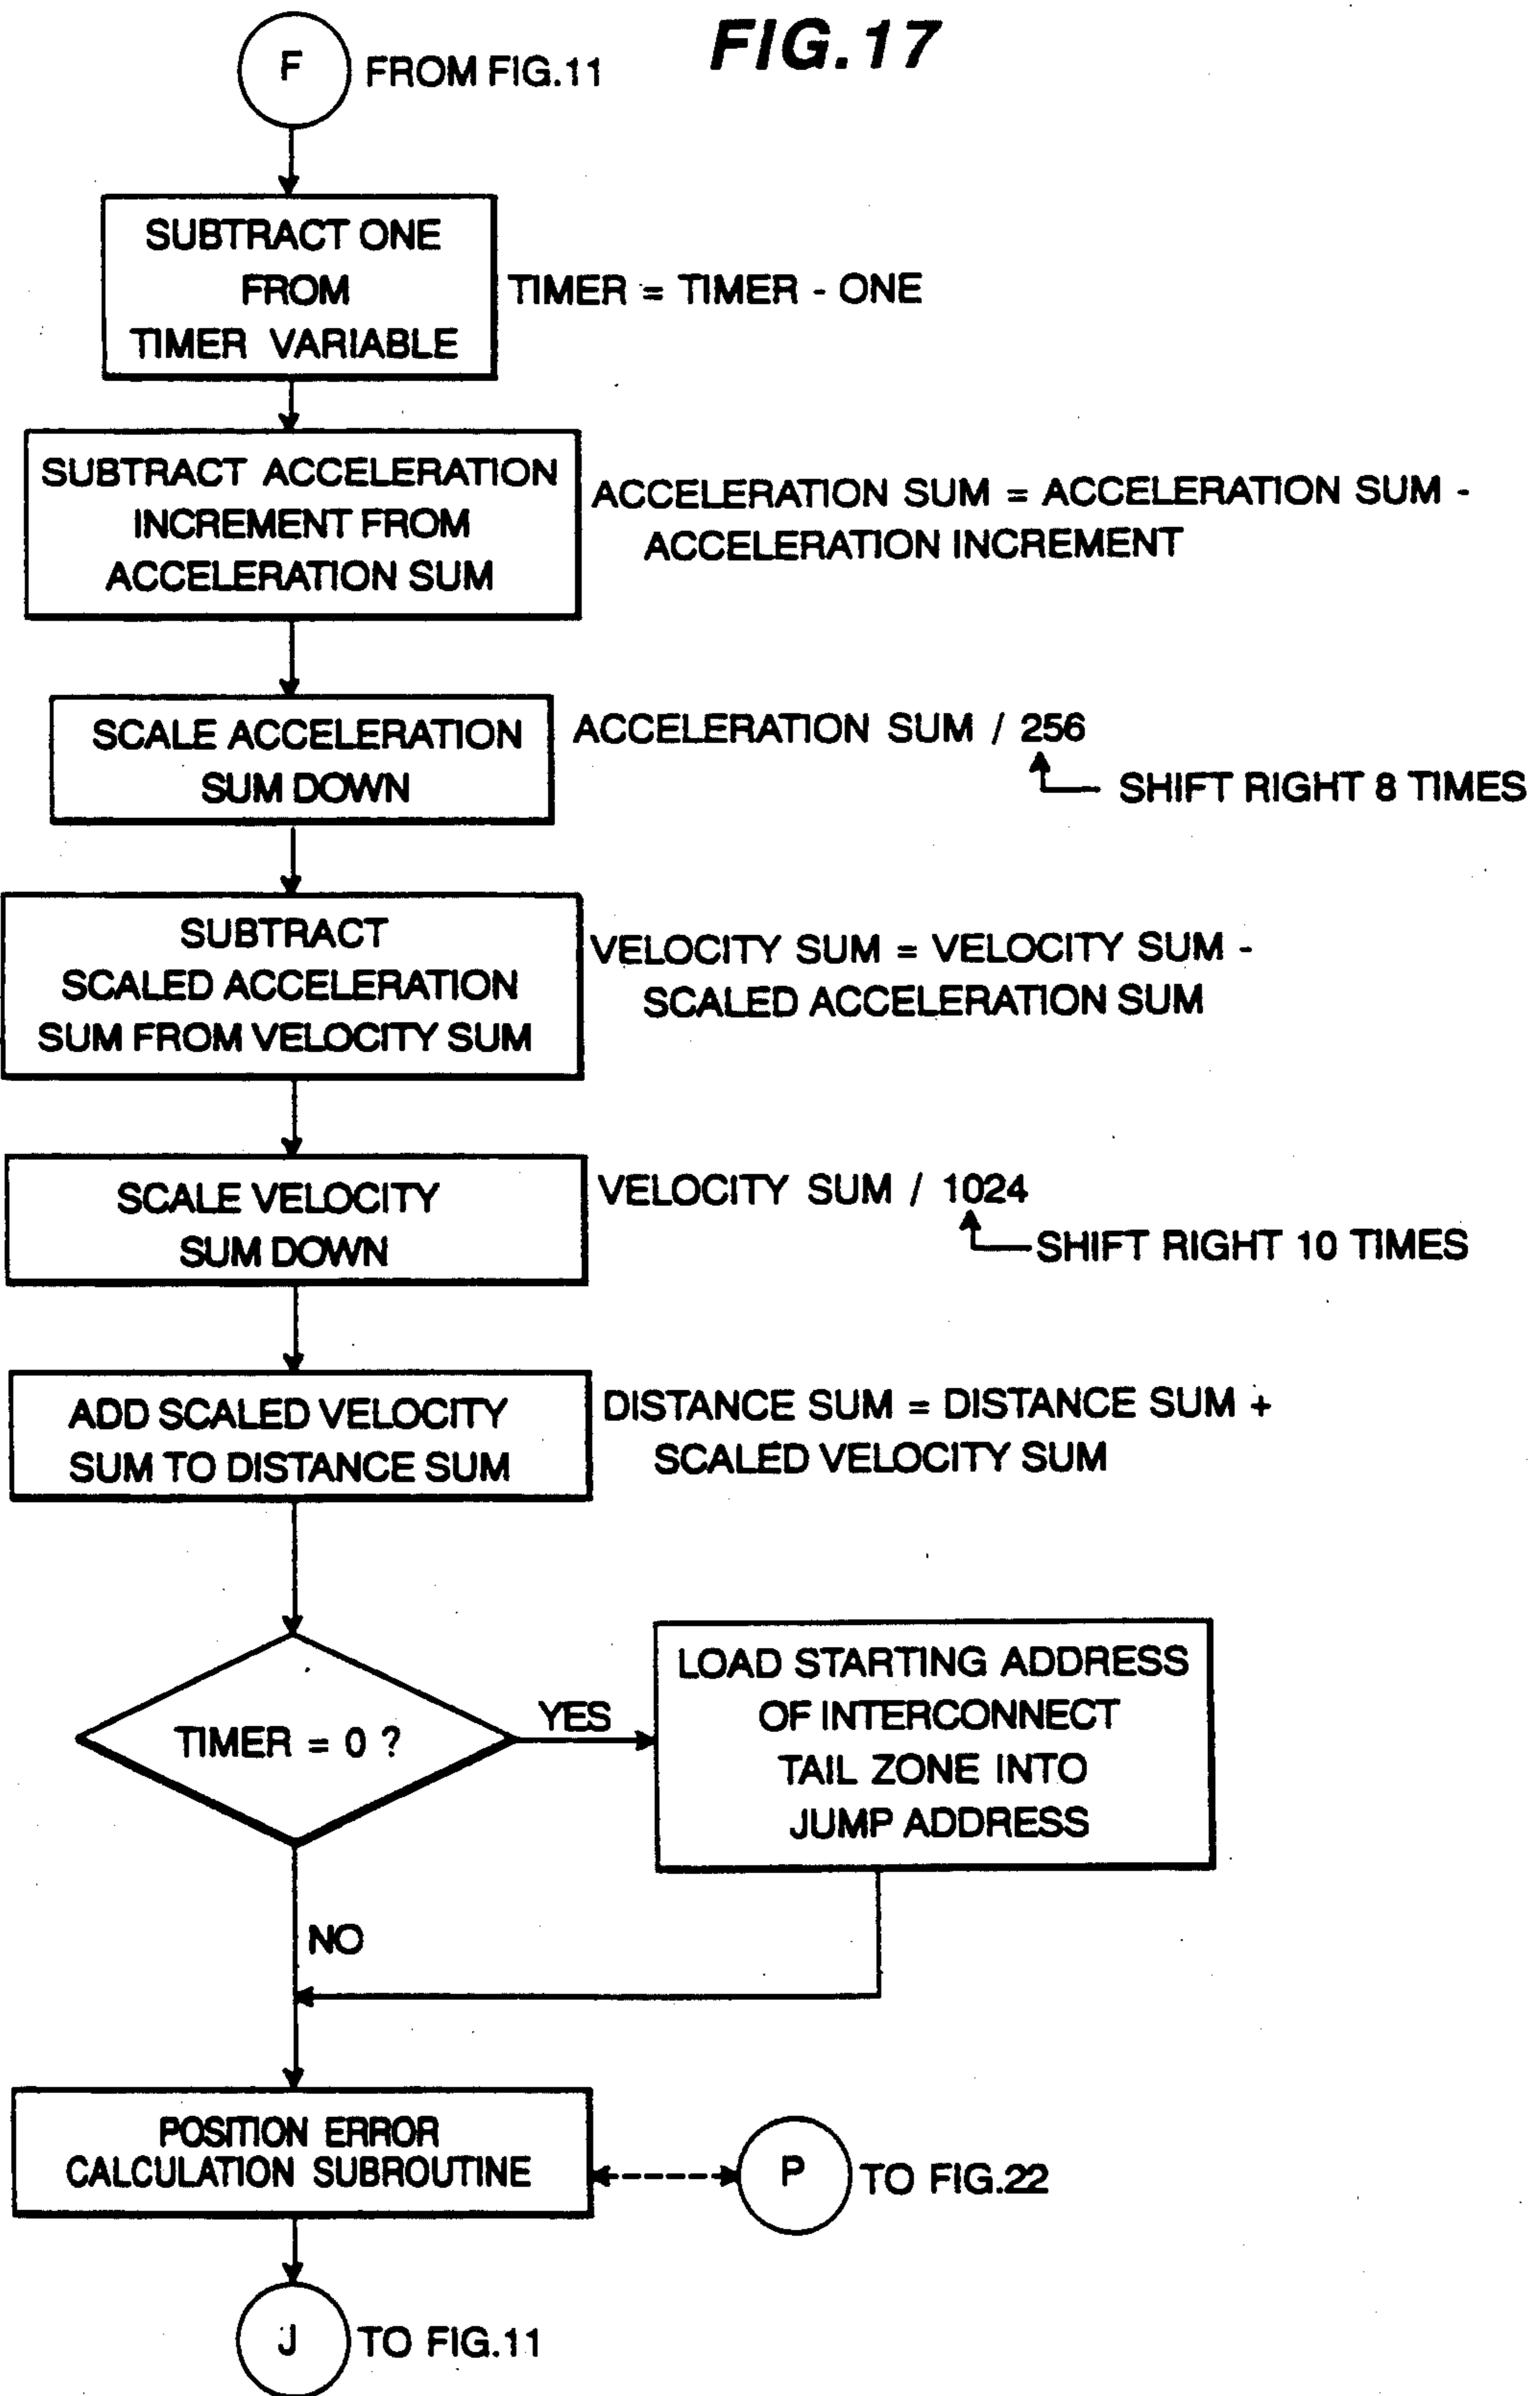 FIG.17
F FROM FIG.11
SUBTRACT ONE
FROM
TIMER VARIABLE
TIMER = TIMER - ONE
SUBTRACT ACCELERATION
INCREMENT FROM
ACCELERATION SUM
ACCELERATION SUM = ACCELERATION SUM -
ACCELERATION INCREMENT
SCALE ACCELERATION
SUM DOWN
ACCELERATION SUM / 256
SHIFT RIGHT 8 TIMES
SUBTRACT
SCALED ACCELERATION
SUM FROM VELOCITY SUM
VELOCITY SUM = VELOCITY SUM -
SCALED ACCELERATION SUM
SCALE VELOCITY
SUM DOWN
VELOCITY SUM / 1024
SHIFT RIGHT 10 TIMES
ADD SCALED VELOCITY
SUM TO DISTANCE SUM
DISTANCE SUM = DISTANCE SUM +
SCALED VELOCITY SUM
TIMER = 0 ?
YES
LOAD STARTING ADDRESS
OF INTERCONNECT
TAIL ZONE INTO
JUMP ADDRESS
NO
POSITION ERROR
CALCULATION SUBROUTINE
P TO FIG.22
J TO FIG.11